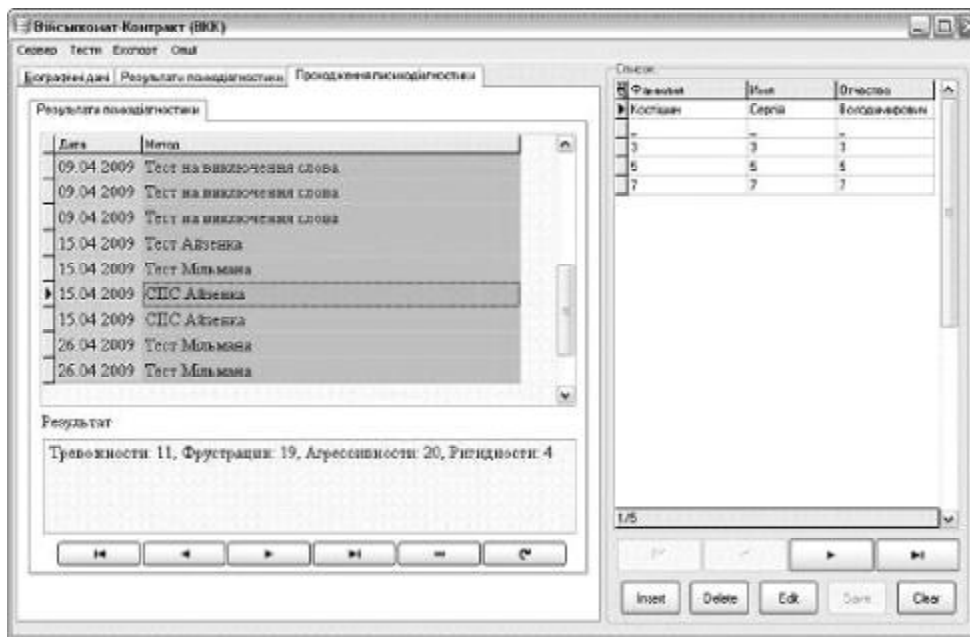 Військкомат-Контракт (ВКК)
Сервер Тести Експорт Опції
Біографічні дані Результати психодіагностики Проходження психодіагностики
Результати психодіагностики
Дата Метод
09.04.2009 Тест на виключення слова
09.04.2009 Тест на виключення слова
09.04.2009 Тест на виключення слова
15.04.2009 Тест Айзенка
15.04.2009 Тест Мільмана
15.04.2009 СПС Айзенка
15.04.2009 СПС Айзенка
26.04.2009 Тест Мільмана
26.04.2009 Тест Мільмана
Результат
Тревожности: 11, Фрустрации: 19, Агрессивности: 20, Ригидности: 4
Список
Фамилия Имя Отчество
Костішин Сергій Володимирович
_ _ _
3 3 3
5 5 5
7 7 7
1/5
Insert Delete Edit Save Clear